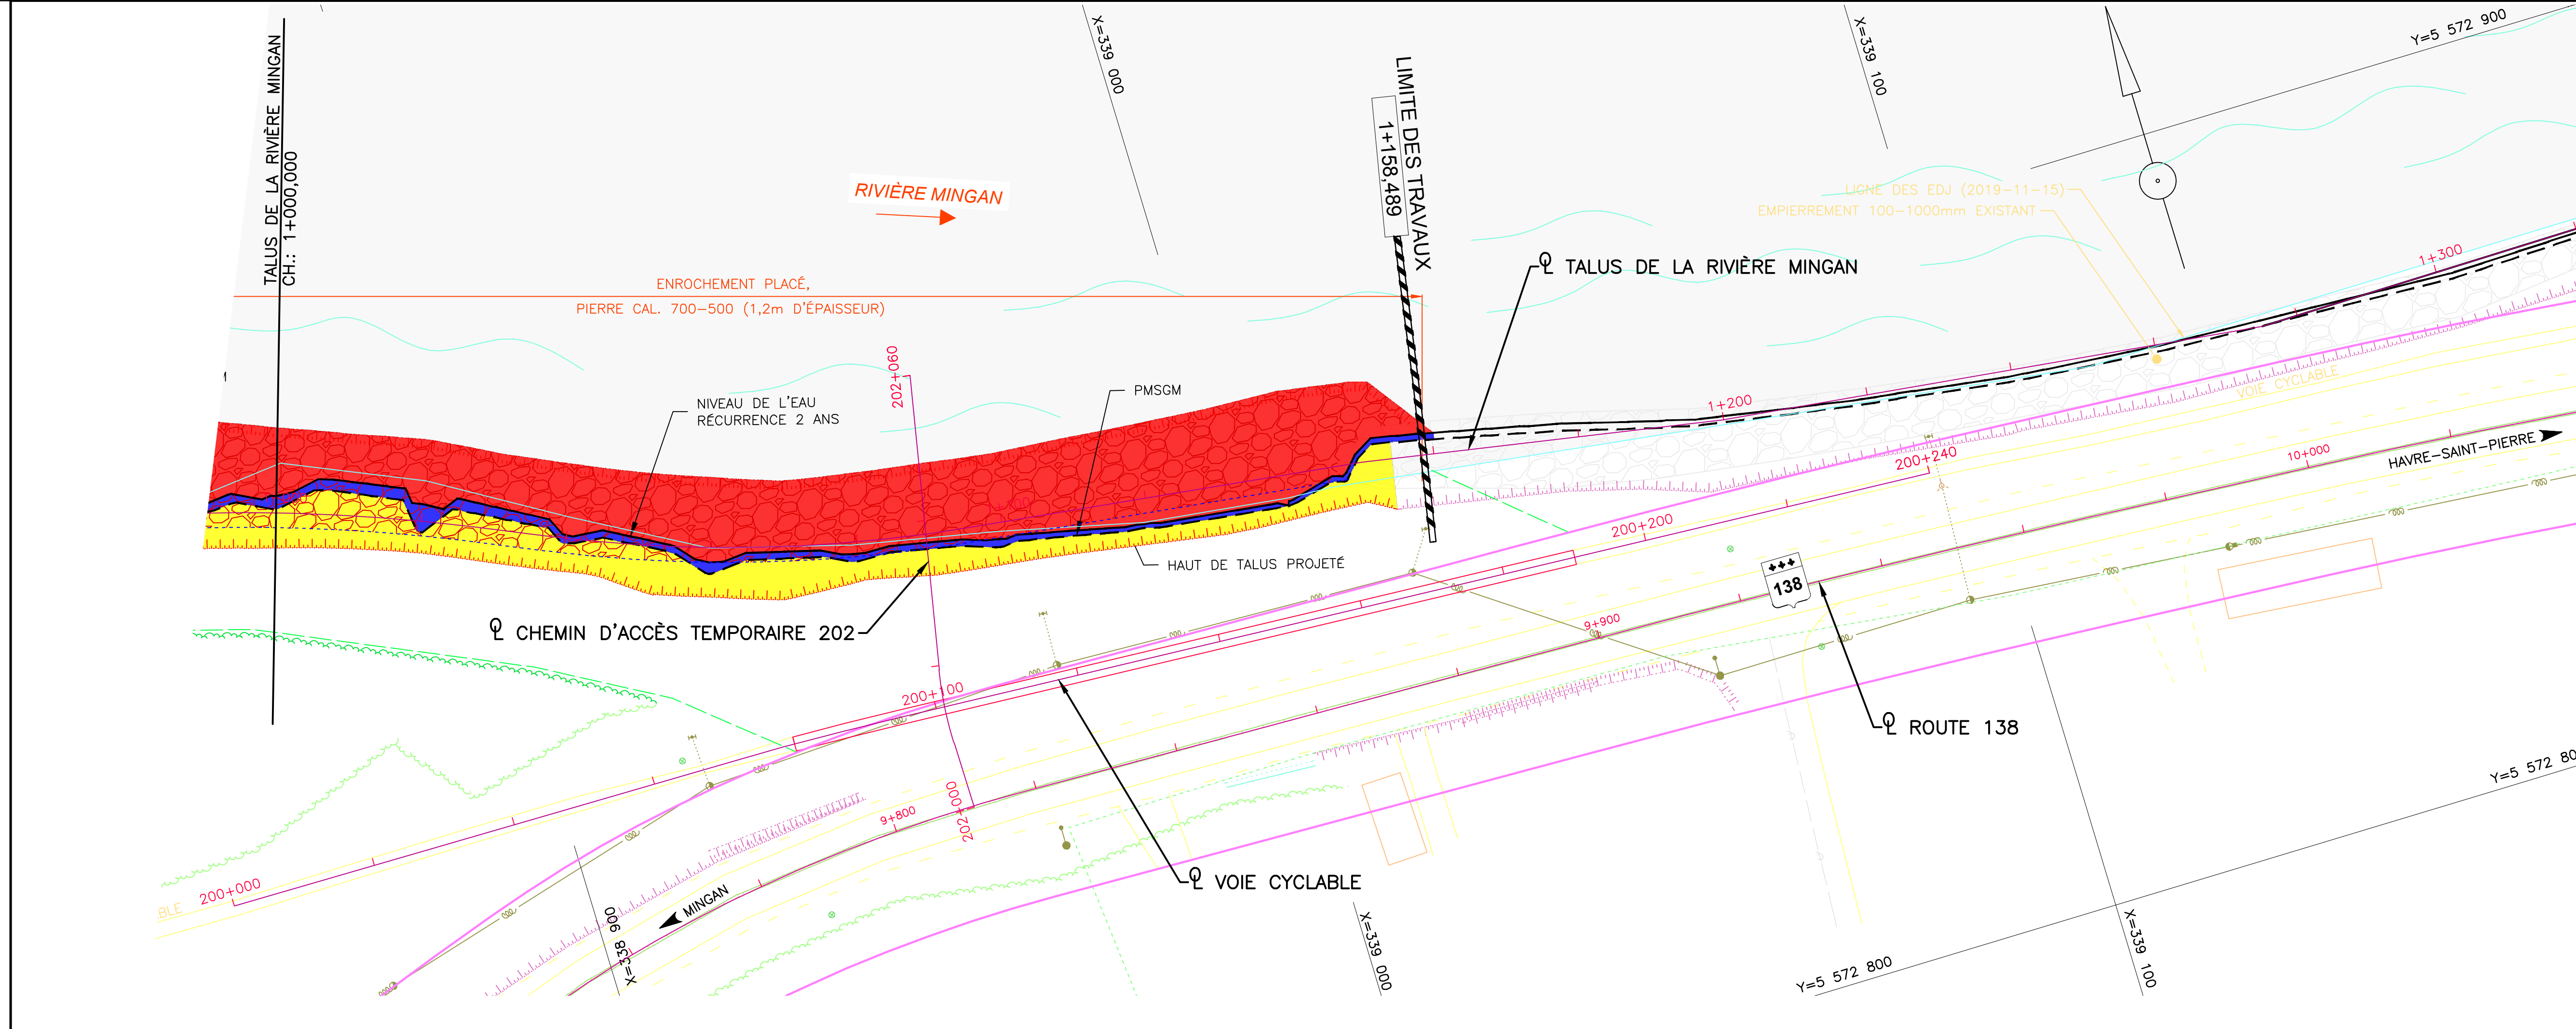 TALUS DE LA RIVIÈRE MINGAN
CH.: 1+000,000
X=339 000
LIMITE DES TRAVAUX
1+158,489
X=339 100
Y=5 572 900
RIVIÈRE MINGAN
LIGNE DES EDJ (2019-11-15)
EMPIERREMENT 100-1000mm EXISTANT
ENROCHEMENT PLACÉ,
PIERRE CAL. 700-500 (1,2m D'ÉPAISSEUR)
TALUS DE LA RIVIÈRE MINGAN
1+300
202+060
NIVEAU DE L'EAU
RÉCURRENCE 2 ANS
PMSGM
1+200
VOIE CYCLABLE
HAVRE-SAINT-PIERRE
10+000
200+240
200+200
HAUT DE TALUS PROJETÉ
138
9+900
CHEMIN D'ACCÈS TEMPORAIRE 202
200+100
ROUTE 138
202+000
9+800
VOIE CYCLABLE
MINGAN
200+000
BLE
X=338 900
X=339 000
Y=5 572 800
X=339 100
Y=5 572 80